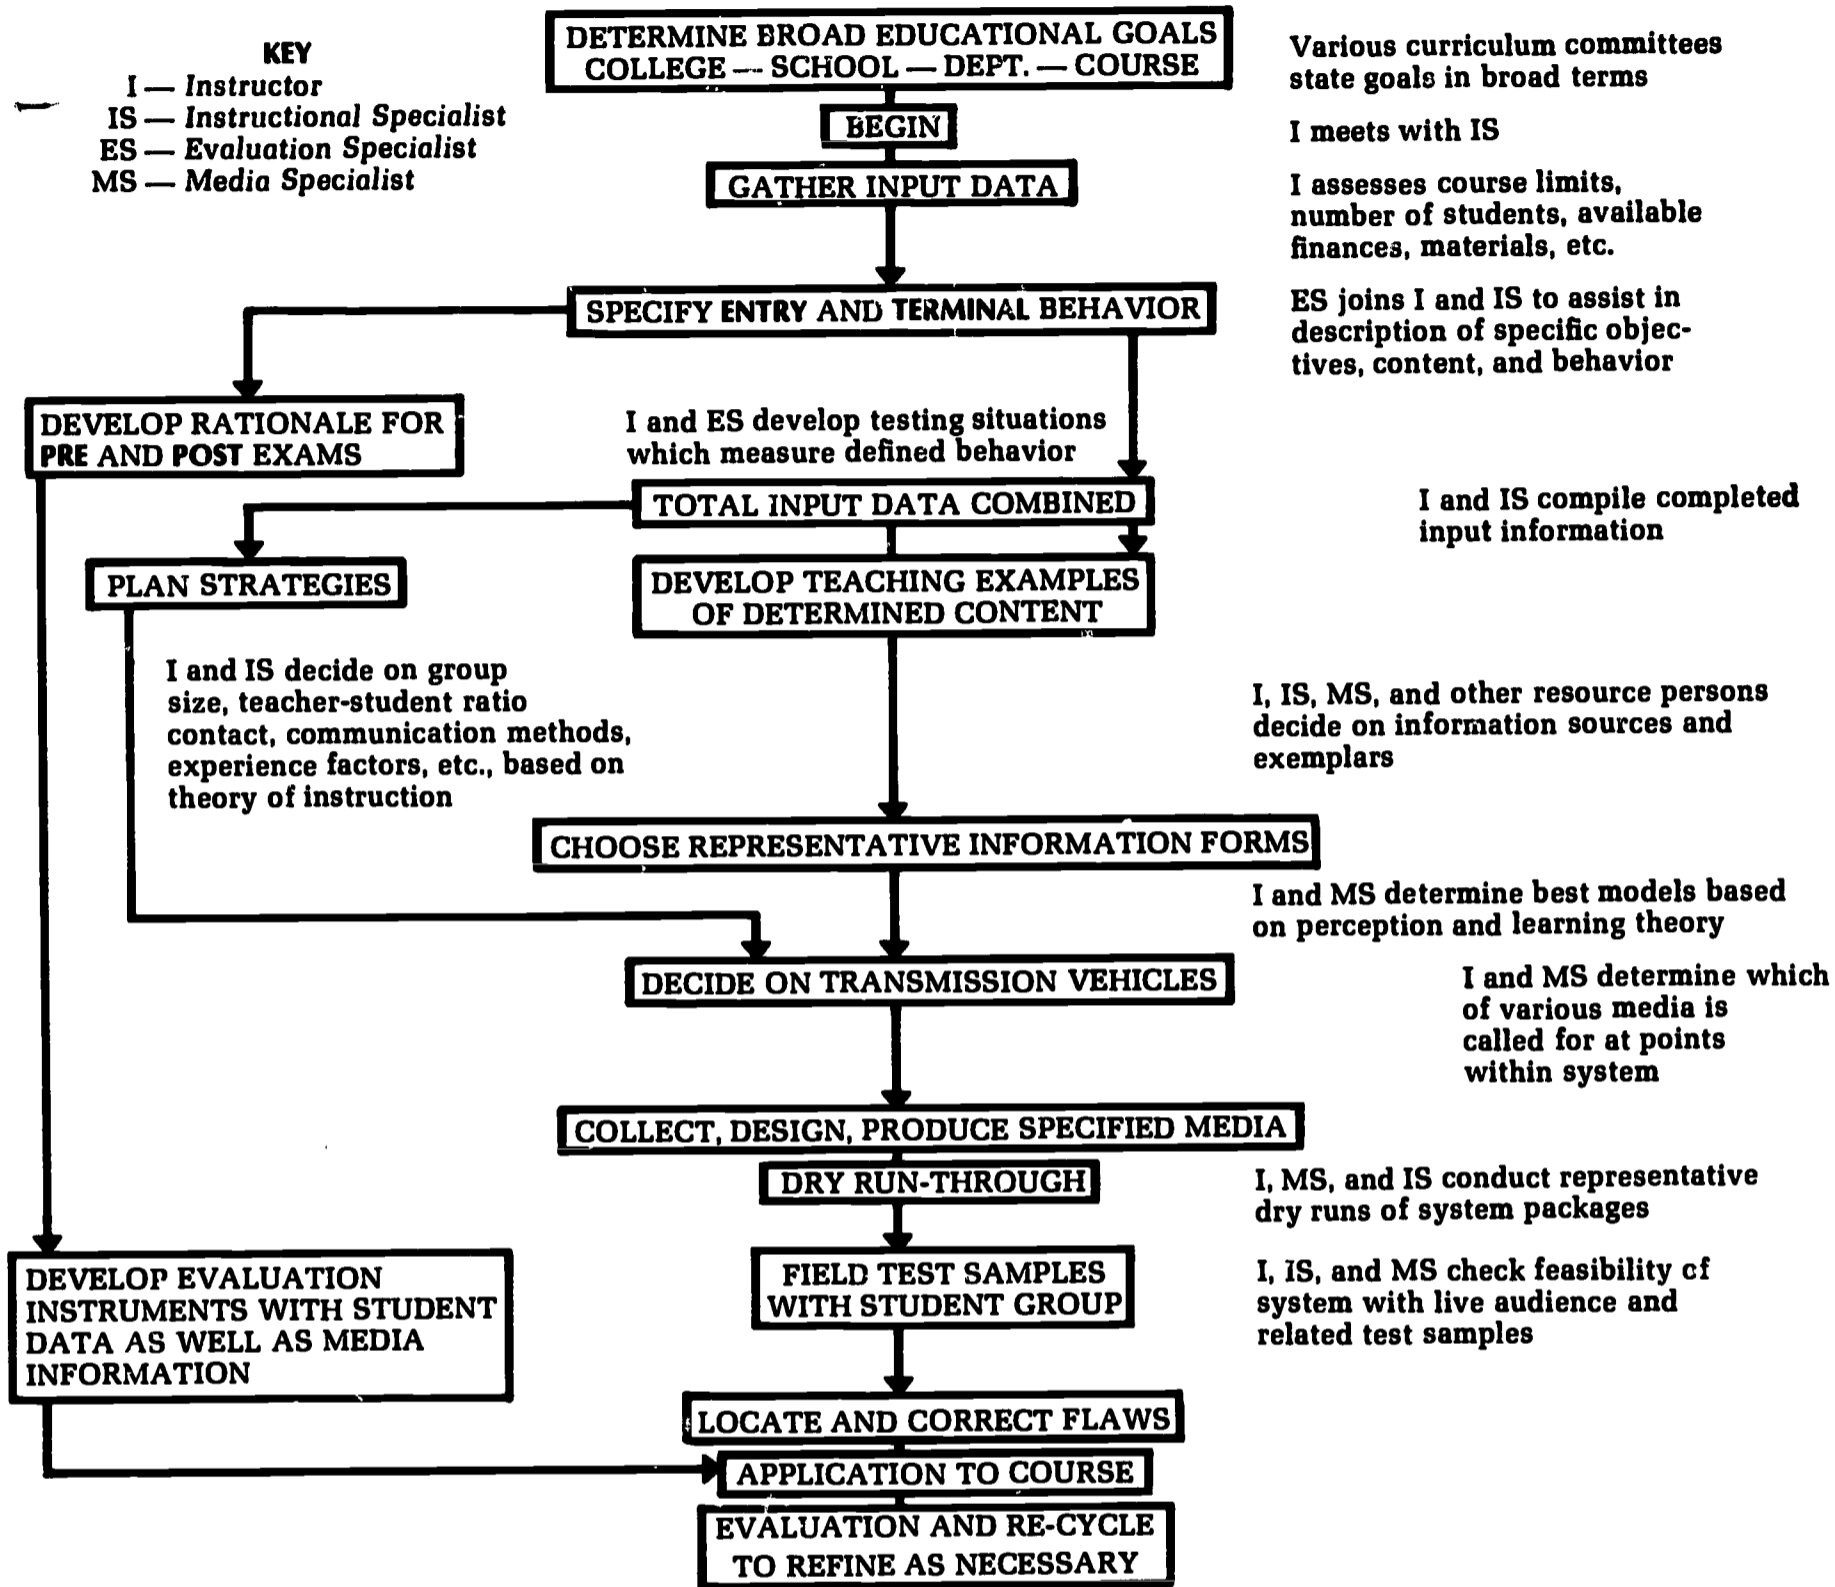 KEY
I — Instructor
IS — Instructional Specialist
ES — Evaluation Specialist
MS — Media Specialist
DETERMINE BROAD EDUCATIONAL GOALS
COLLEGE — SCHOOL — DEPT. — COURSE
Various curriculum committees
state goals in broad terms
BEGIN
I meets with IS
GATHER INPUT DATA
I assesses course limits,
number of students, available
finances, materials, etc.
SPECIFY ENTRY AND TERMINAL BEHAVIOR
ES joins I and IS to assist in
description of specific objec-
tives, content, and behavior
DEVELOP RATIONALE FOR
PRE AND POST EXAMS
I and ES develop testing situations
which measure defined behavior
TOTAL INPUT DATA COMBINED
I and IS compile completed
input information
PLAN STRATEGIES
DEVELOP TEACHING EXAMPLES
OF DETERMINED CONTENT
I and IS decide on group
size, teacher-student ratio
contact, communication methods,
experience factors, etc., based on
theory of instruction
I, IS, MS, and other resource persons
decide on information sources and
exemplars
CHOOSE REPRESENTATIVE INFORMATION FORMS
I and MS determine best models based
on perception and learning theory
DECIDE ON TRANSMISSION VEHICLES
I and MS determine which
of various media is
called for at points
within system
COLLECT, DESIGN, PRODUCE SPECIFIED MEDIA
DRY RUN-THROUGH
I, MS, and IS conduct representative
dry runs of system packages
DEVELOP EVALUATION
INSTRUMENTS WITH STUDENT
DATA AS WELL AS MEDIA
INFORMATION
FIELD TEST SAMPLES
WITH STUDENT GROUP
I, IS, and MS check feasibility of
system with live audience and
related test samples
LOCATE AND CORRECT FLAWS
APPLICATION TO COURSE
EVALUATION AND RE-CYCLE
TO REFINE AS NECESSARY